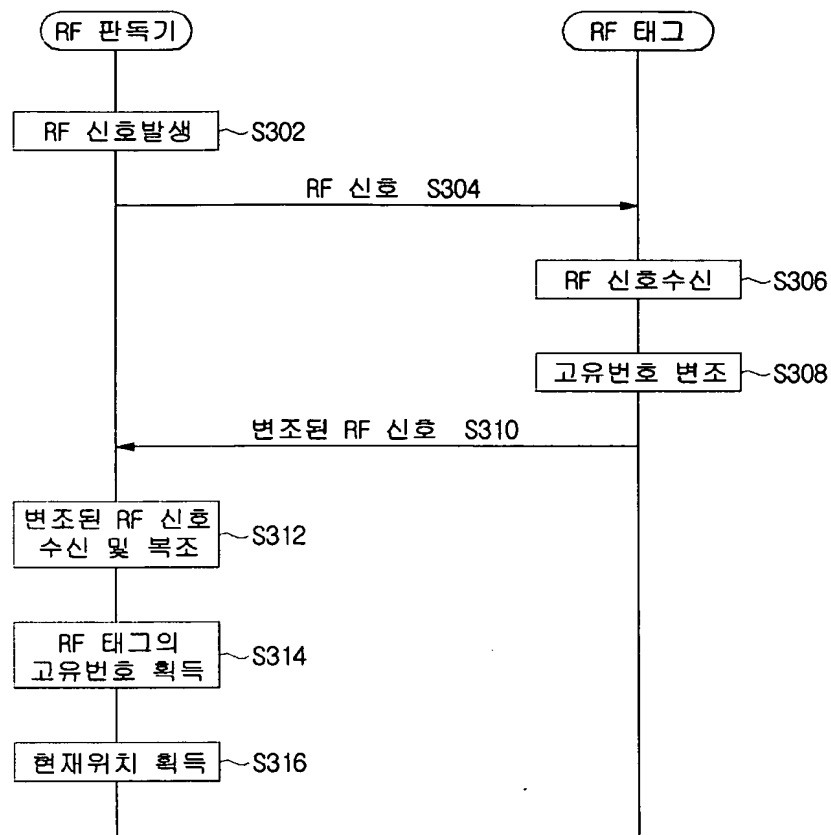 RF 판독기
RF 태그
RF 신호발생
S302
RF 신호 S304
RF 신호수신
S306
고유번호 변조
S308
변조된 RF 신호 S310
변조된 RF 신호
수신 및 복조
S312
RF 태그의
고유번호 획득
S314
현재위치 획득
S316